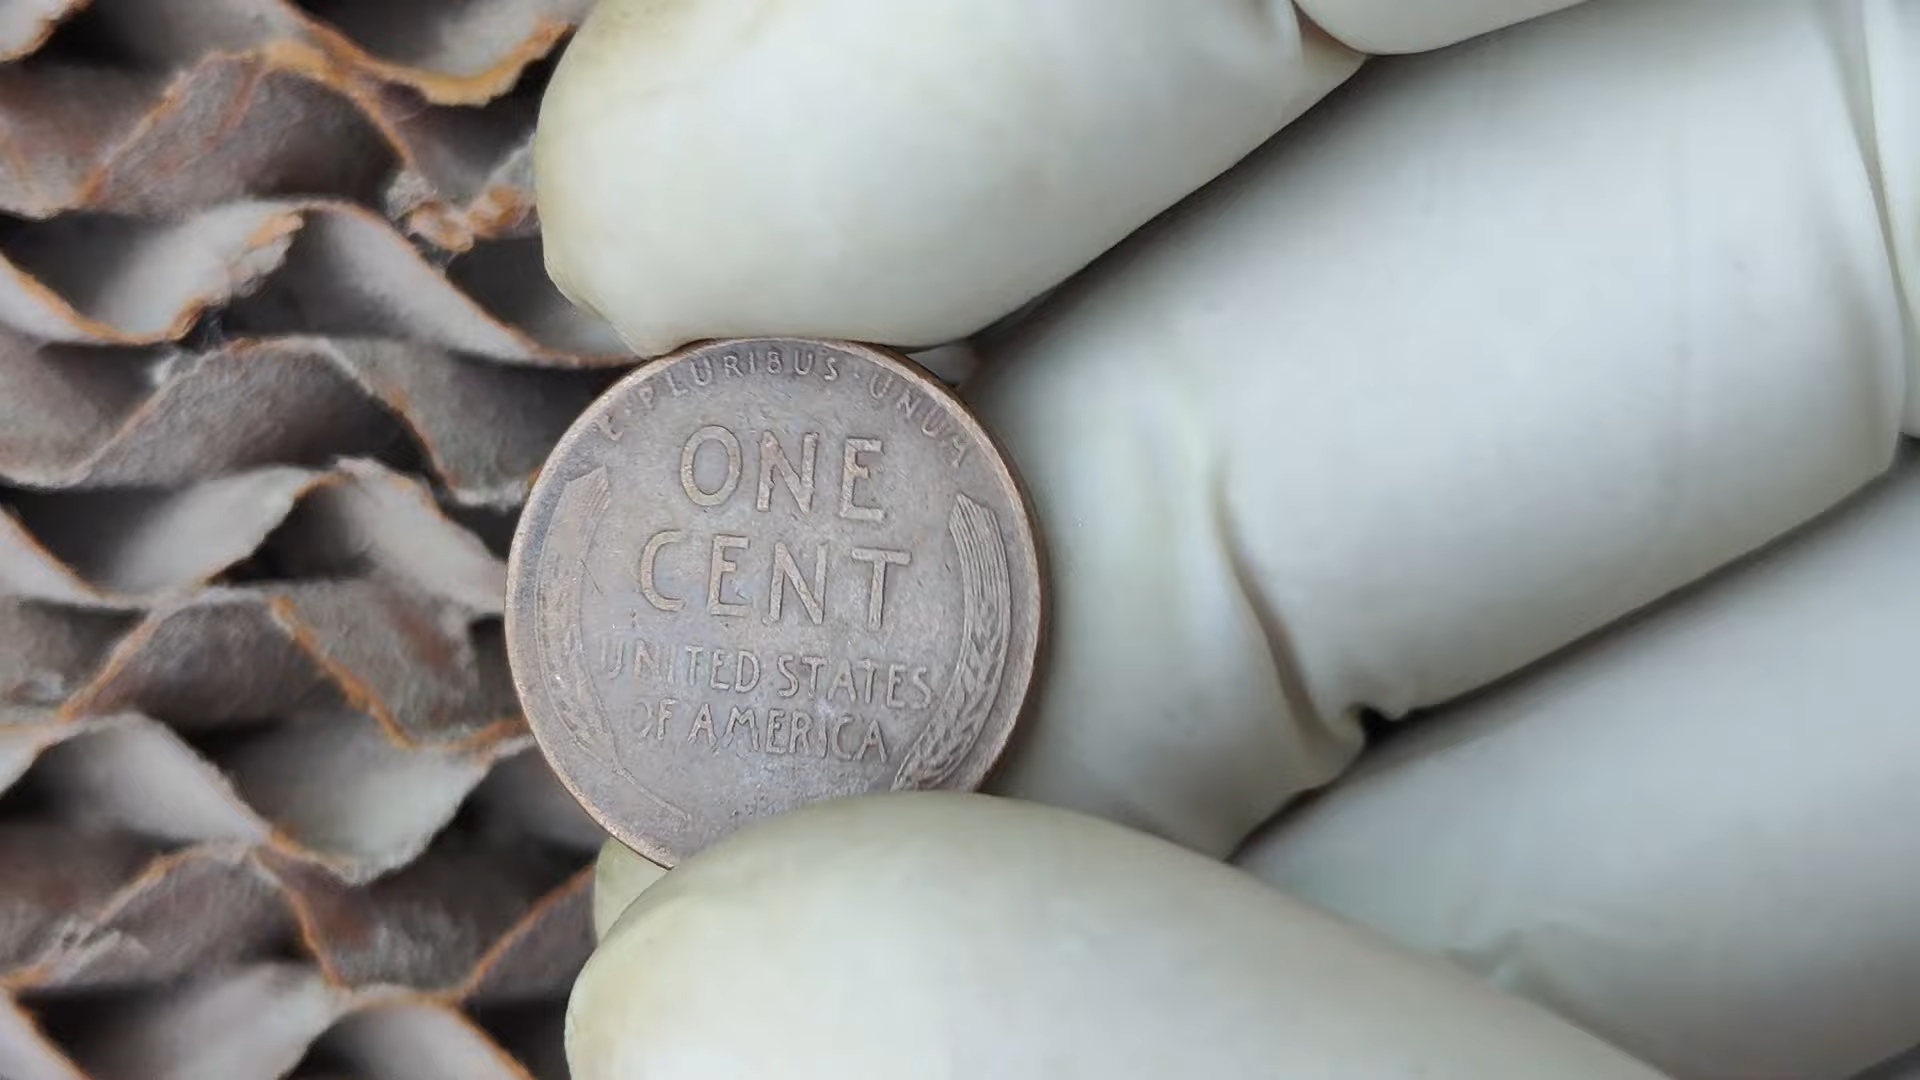 E·PLURIBUS·UNUM
ONE
CENT
UNITED STATES
OF AMERICA